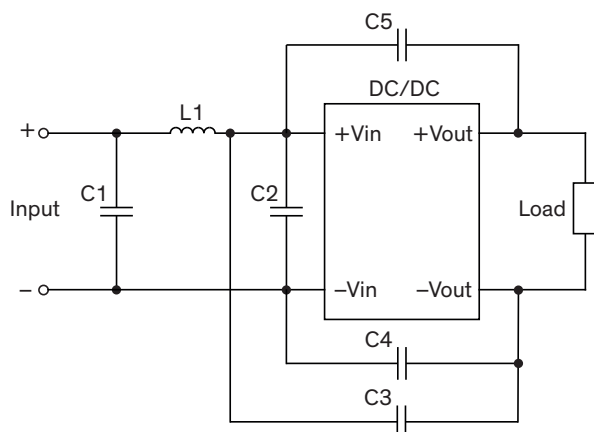 C5
DC/DC
+
L1
+Vin
+Vout
Input
C1
C2
Load
–
–Vin
–Vout
C4
C3